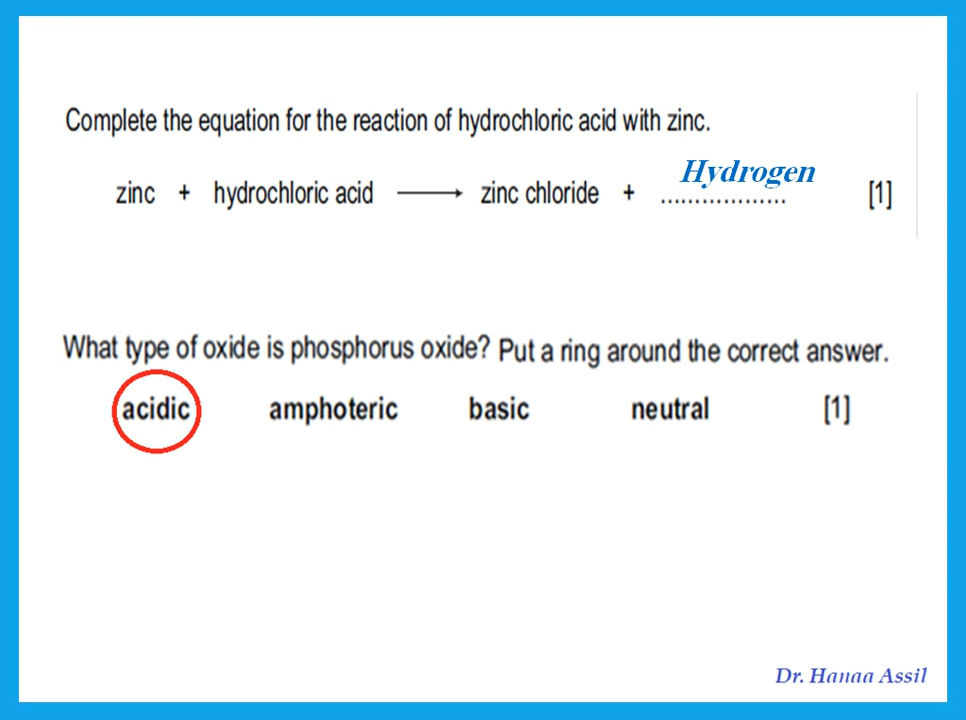 Complete the equation for the reaction of hydrochloric acid with zinc.
Hydrogen
zinc + hydrochloric acid ⟶ zinc chloride + .................. [1]
What type of oxide is phosphorus oxide? Put a ring around the correct answer.
acidic amphoteric basic neutral [1]
Dr. Hanaa Assil